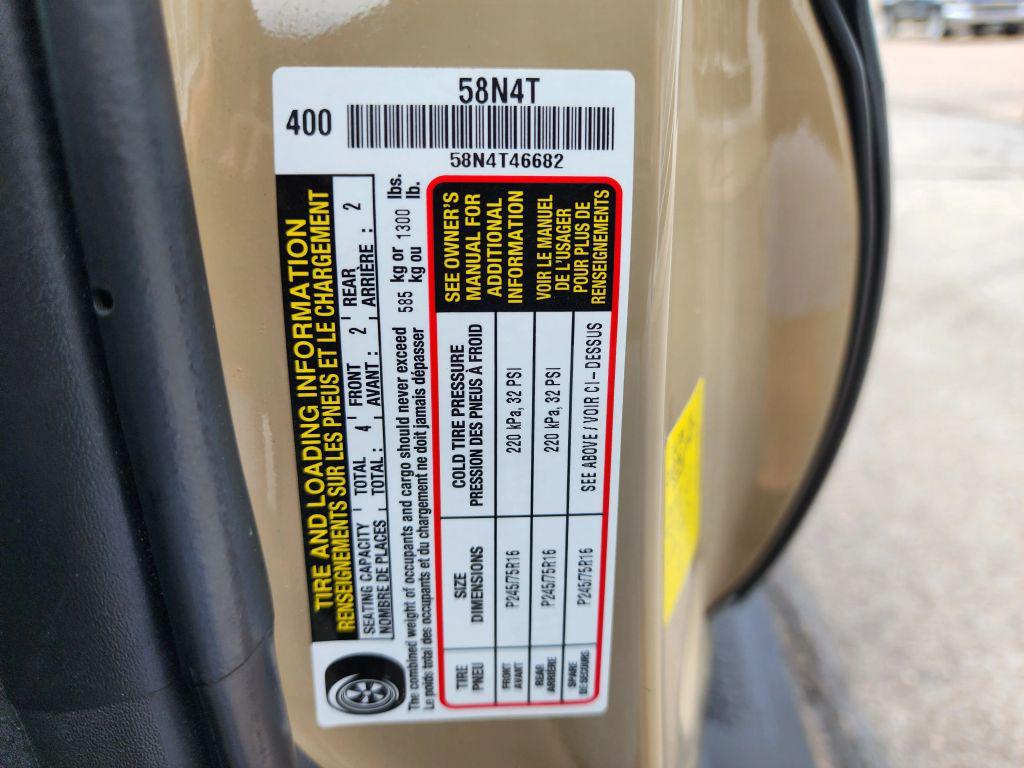 58N4T
400
58N4T46682
TIRE AND LOADING INFORMATION
RENSEIGNEMENTS SUR LES PNEUS ET LE CHARGEMENT
SEATING CAPACITY TOTAL FRONT REAR
NOMBRE DE PLACES TOTAL : 4 AVANT : 2 ARRIÈRE : 2
The combined weight of occupants and cargo should never exceed 585 kg or 1300 lbs.
Le poids total des occupants et du chargement ne doit jamais dépasser kg ou lb.
TIRE SIZE COLD TIRE PRESSURE
PNEU DIMENSIONS PRESSION DES PNEUS À FROID
FRONT
AVANT P245/75R16 220 kPa, 32 PSI
REAR
ARRIÈRE P245/75R16 220 kPa, 32 PSI
SPARE
DE SECOURS P245/75R16 SEE ABOVE / VOIR CI-DESSUS
SEE OWNER'S
MANUAL FOR
ADDITIONAL
INFORMATION
VOIR LE MANUEL
DE L'USAGER
POUR PLUS DE
RENSEIGNEMENTS